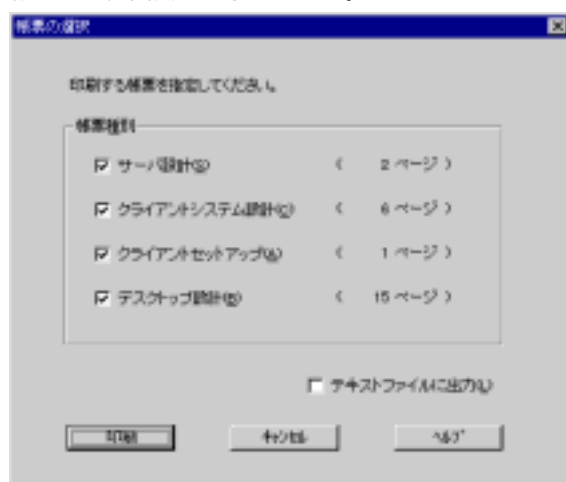 帳票の選択
印刷する帳票を指定してください。
帳票種別
サーバ設計(S) ( 2 ページ )
クライアントシステム設計(C) ( 6 ページ )
クライアントセットアップ ( 1 ページ )
デスクトップ設計 ( 15 ページ )
テキストファイルに出力
印刷 キャンセル ヘルプ